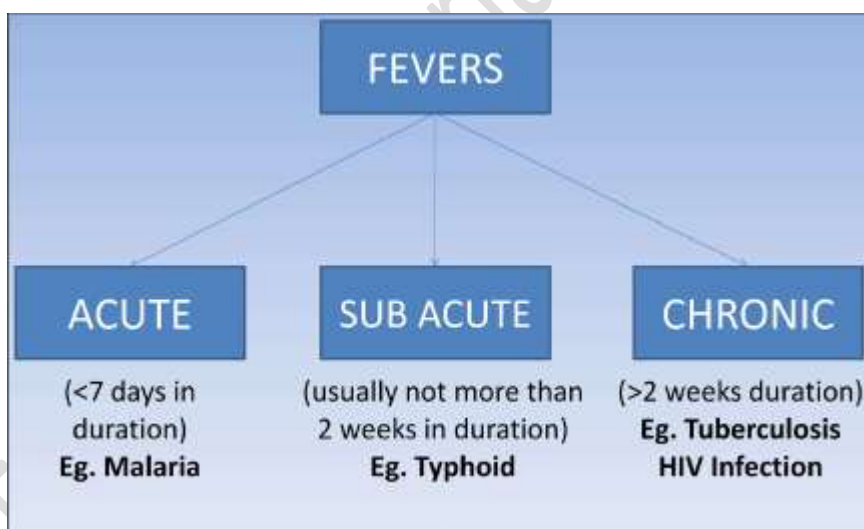 FEVERS
ACUTE
(<7 days in
duration)
Eg. Malaria
SUB ACUTE
(usually not more than
2 weeks in duration)
Eg. Typhoid
CHRONIC
(>2 weeks duration)
Eg. Tuberculosis
HIV Infection